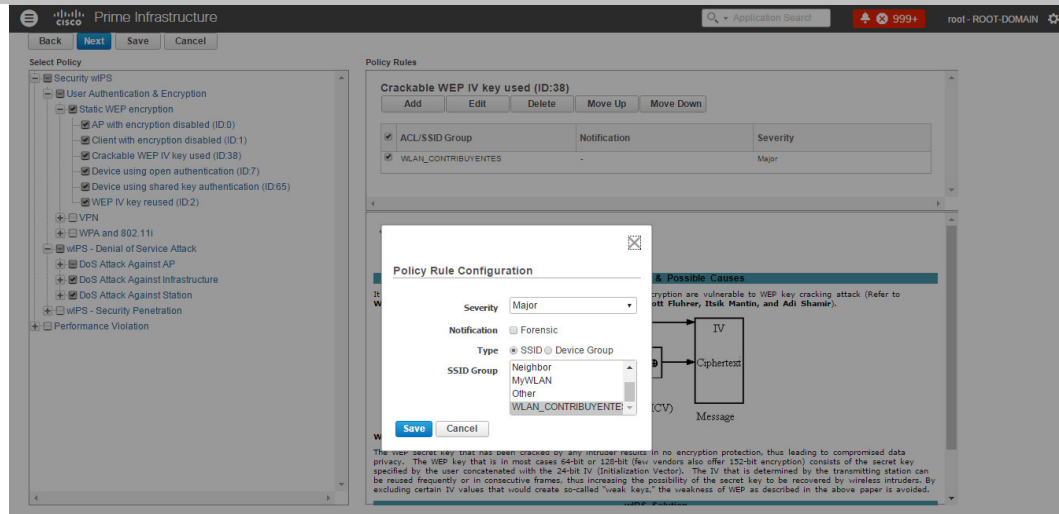 cisco Prime Infrastructure
Application Search
999+
root - ROOT-DOMAIN
Back Next Save Cancel
Select Policy
Security wIPS
User Authentication & Encryption
Static WEP encryption
AP with encryption disabled (ID:0)
Client with encryption disabled (ID:1)
Crackable WEP IV key used (ID:38)
Device using open authentication (ID:7)
Device using shared key authentication (ID:65)
WEP IV key reused (ID:2)
VPN
WPA and 802.11i
wIPS - Denial of Service Attack
DoS Attack Against AP
DoS Attack Against Infrastructure
DoS Attack Against Station
wIPS - Security Penetration
Performance Violation
Policy Rules
Crackable WEP IV key used (ID:38)
Add Edit Delete Move Up Move Down
ACL/SSID Group Notification Severity
WLAN_CONTRIBUYENTES - Major
Policy Rule Configuration
Severity Major
Notification Forensic
Type SSID Device Group
SSID Group
Neighbor
MyWLAN
Other
WLAN_CONTRIBUYENTES
Save Cancel
& Possible Causes
It
cryption are vulnerable to WEP key cracking attack (Refer to
ott Fluhrer, Itsik Mantin, and Adi Shamir).
IV
Ciphertext
CV)
Message
The WEP secret key that has been cracked by any intruder results in no encryption protection, thus leading to compromised data
privacy. The WEP key that is in most cases 64-bit or 128-bit (few vendors also offer 152-bit encryption) consists of the secret key
specified by the user concatenated with the 24-bit IV (Initialization Vector). The IV that is determined by the transmitting station can
be reused frequently or in consecutive frames, thus increasing the possibility of the secret key to be recovered by wireless intruders. By
excluding certain IV values that would create so-called "weak keys," the weakness of WEP as described in the above paper is avoided.
wIPS Solution